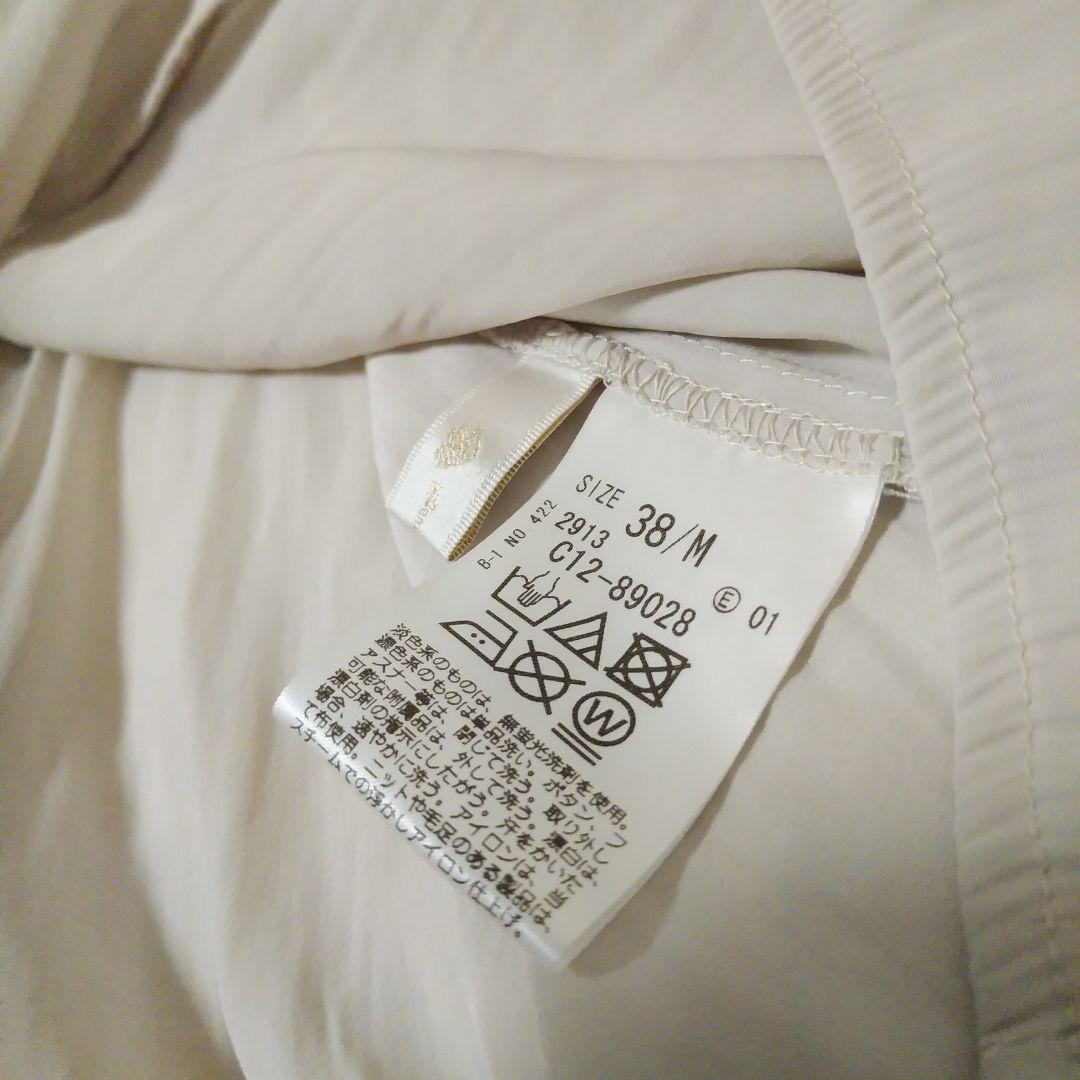 SIZE 38/M
2913
B-1 NO 422
C12-89028 Ⓔ 01
W
淡色系のものは、無蛍光洗剤を使用。
濃色系のものは単品洗い。ボタン、フ
ァスナー等は、閉じて洗う。取り外し
可能な附属品は、外して洗う。漂白は、
漂白剤の指示にしたがう。汗をかいた
場合、速やかに洗う。アイロンは、当
て布使用。ニットや毛足のある製品は、
スチームでの浮かしアイロン仕上げ。